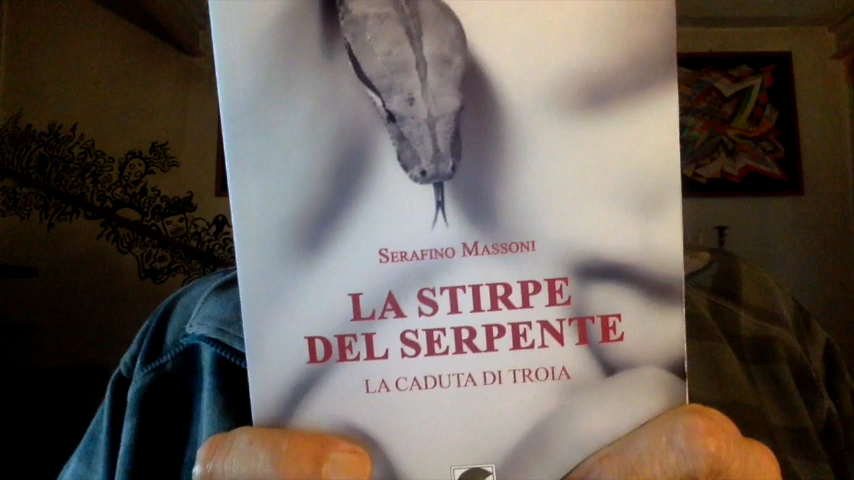 SERAFINO MASSONI
LA STIRPE
DEL SERPENTE
LA CADUTA DI TROIA